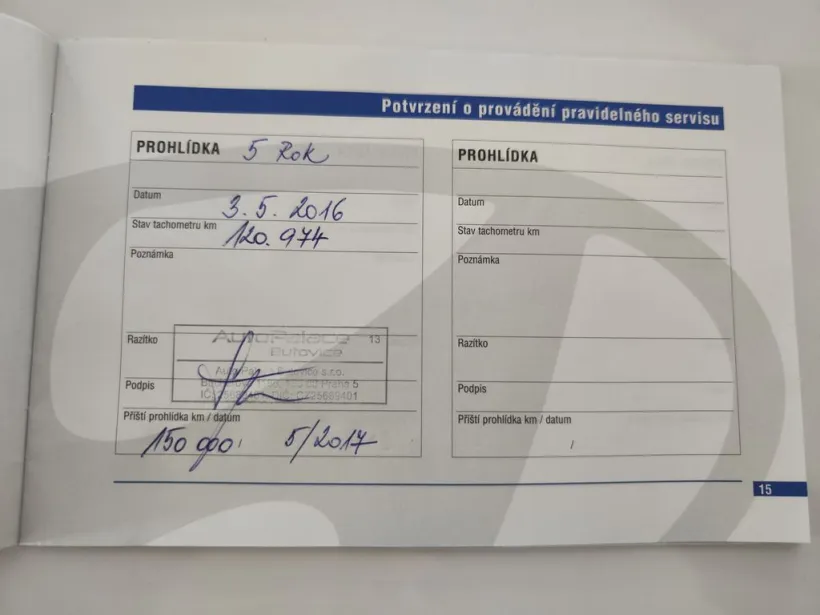 Potvrzení o provádění pravidelného servisu
PROHLÍDKA 5 Rok
Datum 3. 5. 2016
Stav tachometru km 120. 974
Poznámka
Razítko
AutoPalace 13
Butovice
s.r.o.
Praha 5
Podpis
Příští prohlídka km / datum
150 000 5/2017
PROHLÍDKA
Datum
Stav tachometru km
Poznámka
Razítko
Podpis
Příští prohlídka km / datum
/
15